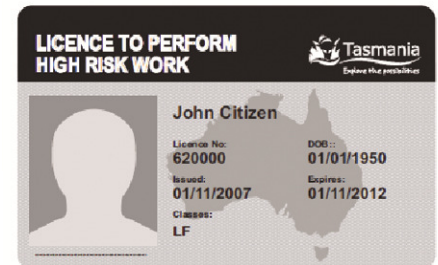 LICENCE TO PERFORM
HIGH RISK WORK
Tasmania
Explore the possibilities
John Citizen
Licence No: DOB::
620000 01/01/1950
Issued: Expires:
01/11/2007 01/11/2012
Classes:
LF